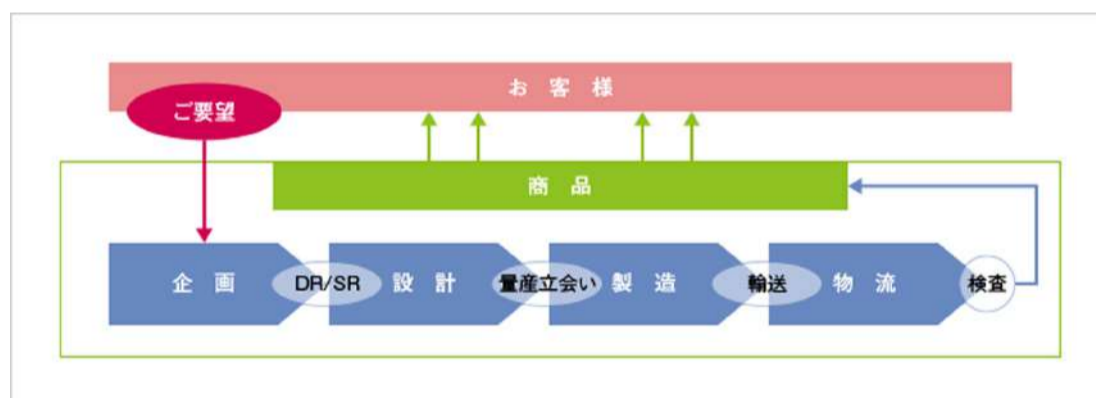 お客様
ご要望
商品
企画
DR/SR
設計
量産立会い
製造
輸送
物流
検査